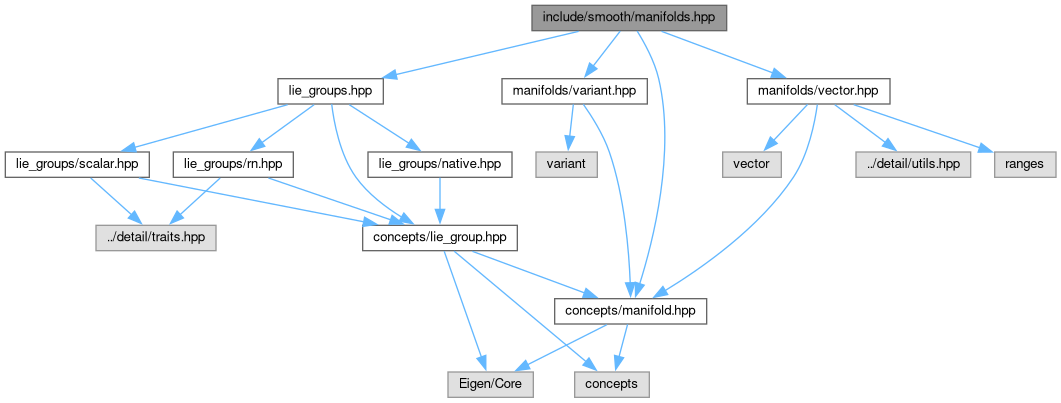 include/smooth/manifolds.hpp
lie_groups.hpp
manifolds/variant.hpp
manifolds/vector.hpp
lie_groups/scalar.hpp
lie_groups/rn.hpp
lie_groups/native.hpp
variant
vector
../detail/utils.hpp
ranges
../detail/traits.hpp
concepts/lie_group.hpp
concepts/manifold.hpp
Eigen/Core
concepts